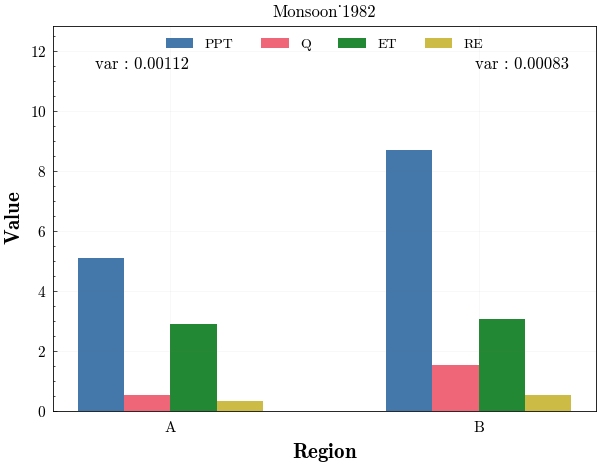 Monsoon˙1982
PPT Q ET RE
var : 0.00112 var : 0.00083
12
10
8
6
4
2
0
Value
A B
Region